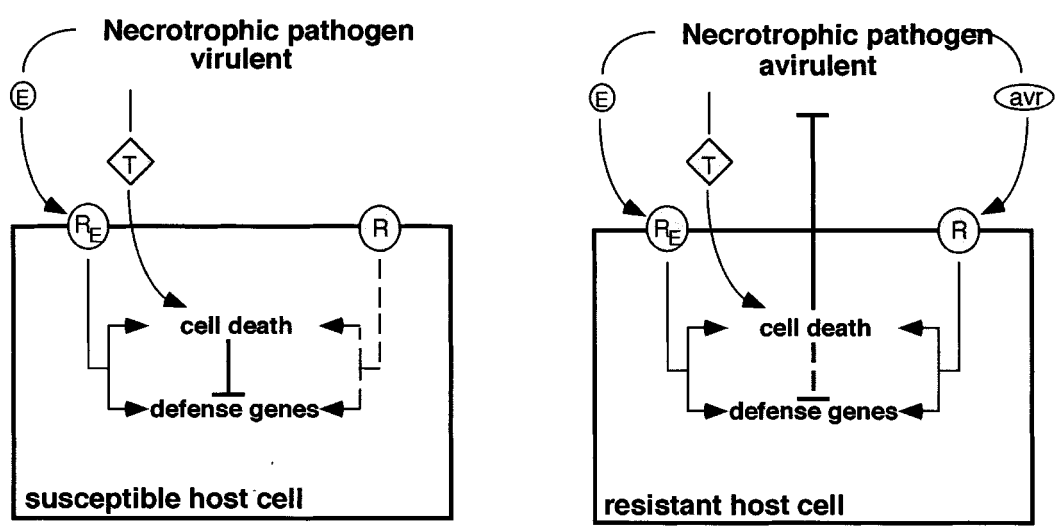 Necrotrophic pathogen
virulent
E
T
R_E
R
cell death
defense genes
susceptible host cell
Necrotrophic pathogen
avirulent
E
avr
T
R_E
R
cell death
defense genes
resistant host cell